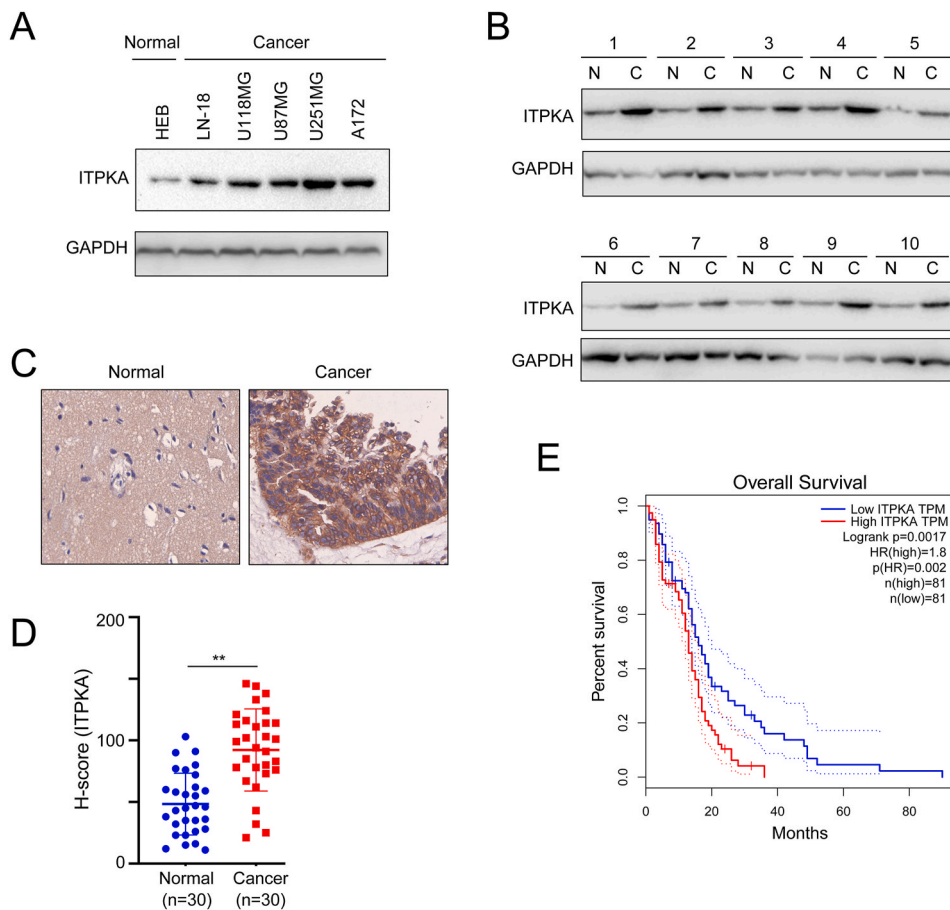 A
Normal Cancer
HEB LN-18 U118MG U87MG U251MG A172
ITPKA
GAPDH
B
1 2 3 4 5
N C N C N C N C N C
ITPKA
GAPDH
6 7 8 9 10
N C N C N C N C N C
ITPKA
GAPDH
C
Normal Cancer
D
H-score (ITPKA)
200
100
0
**
Normal Cancer
(n=30) (n=30)
E
Overall Survival
Percent survival
1.0
0.8
0.6
0.4
0.2
0.0
Low ITPKA TPM
High ITPKA TPM
Logrank p=0.0017
HR(high)=1.8
p(HR)=0.002
n(high)=81
n(low)=81
0 20 40 60 80
Months